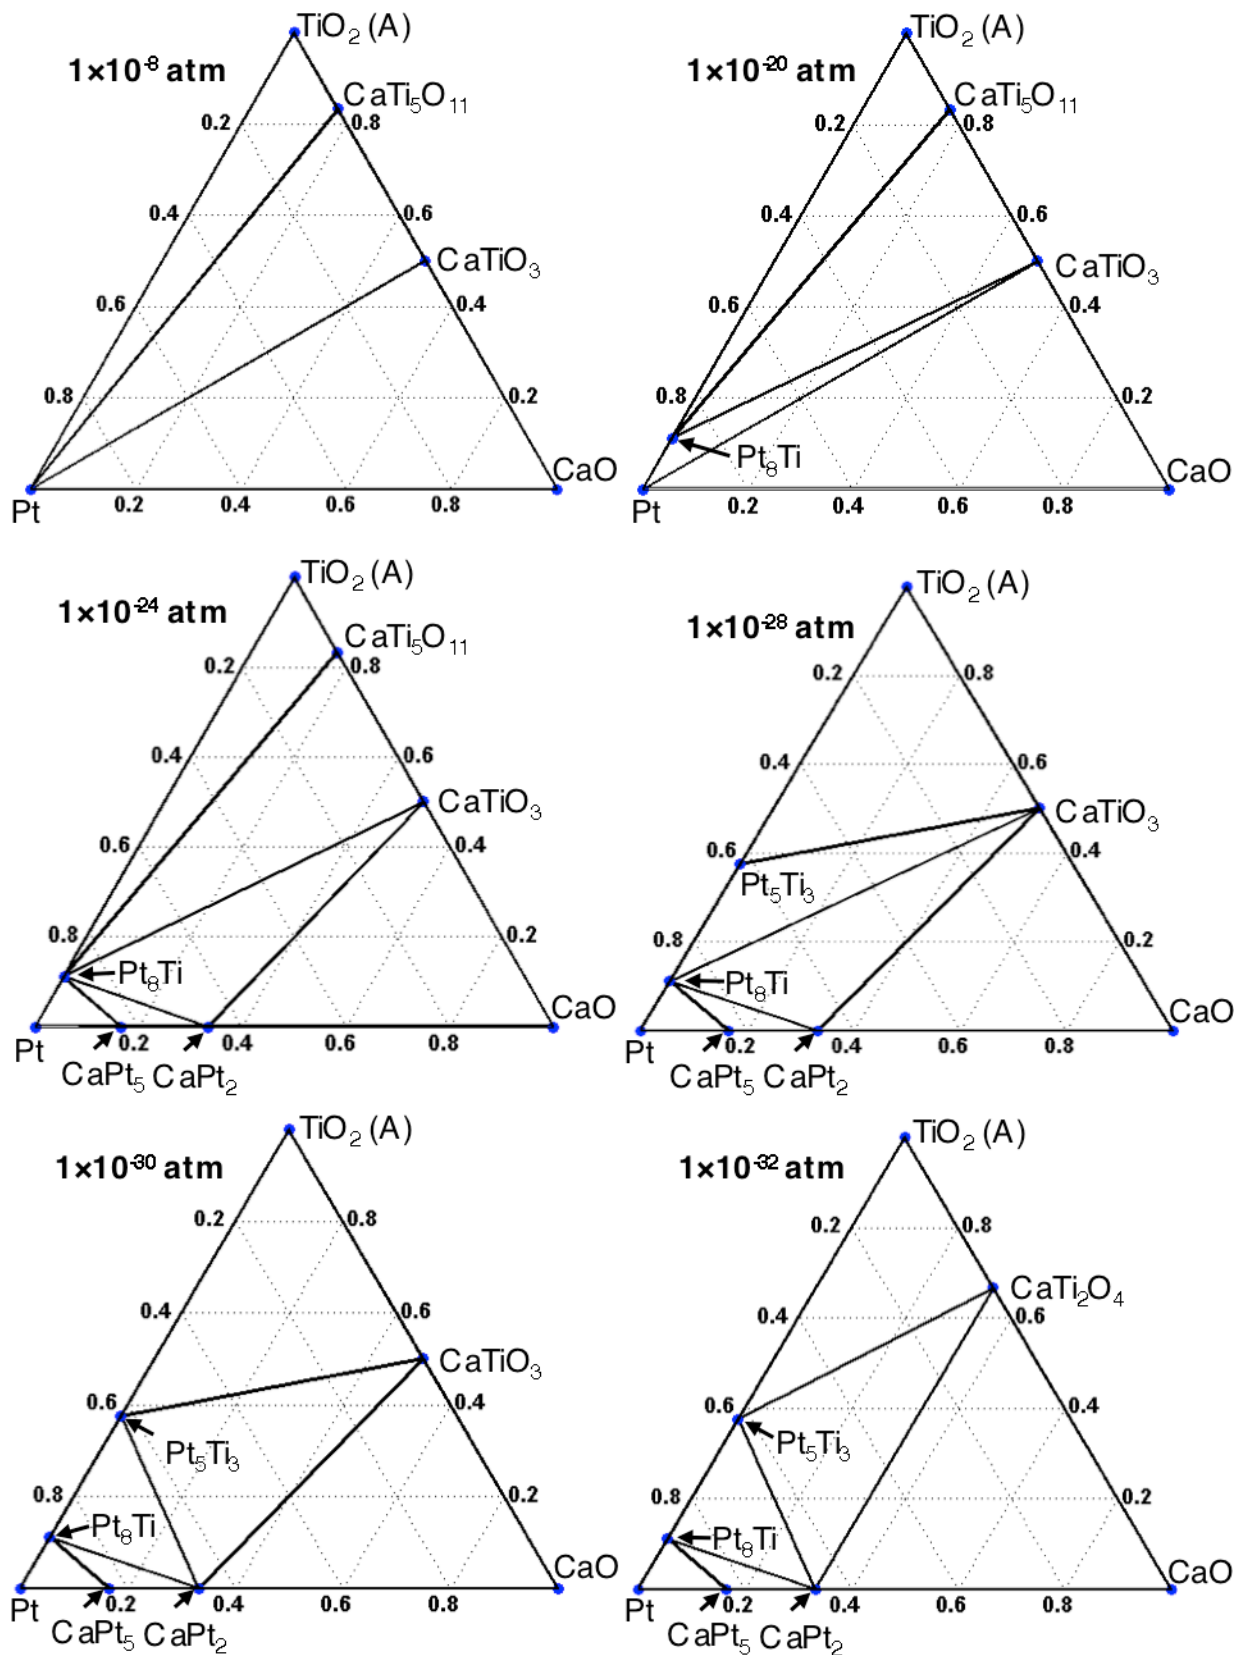 TiO2 (A)
1×10-8 atm
CaTi5O11
0.2
0.8
0.4
0.6
CaTiO3
0.6
0.4
0.8
0.2
CaO
Pt
0.2
0.4
0.6
0.8
TiO2 (A)
1×10-20 atm
CaTi5O11
0.2
0.8
0.4
0.6
CaTiO3
0.6
0.4
0.8
0.2
Pt8Ti
CaO
Pt
0.2
0.4
0.6
0.8
TiO2 (A)
1×10-24 atm
CaTi5O11
0.2
0.8
0.4
0.6
CaTiO3
0.6
0.4
0.8
0.2
Pt8Ti
CaO
Pt
0.2
0.4
0.6
0.8
CaPt5 CaPt2
TiO2 (A)
1×10-28 atm
0.2
0.8
0.4
0.6
CaTiO3
0.6
0.4
Pt5Ti3
0.8
0.2
Pt8Ti
CaO
Pt
0.2
0.4
0.6
0.8
CaPt5 CaPt2
TiO2 (A)
1×10-30 atm
0.2
0.8
0.4
0.6
CaTiO3
0.6
0.4
Pt5Ti3
0.8
0.2
Pt8Ti
CaO
Pt
0.2
0.4
0.6
0.8
CaPt5 CaPt2
TiO2 (A)
1×10-32 atm
0.2
0.8
CaTi2O4
0.4
0.6
0.6
0.4
Pt5Ti3
0.8
0.2
Pt8Ti
CaO
Pt
0.2
0.4
0.6
0.8
CaPt5 CaPt2